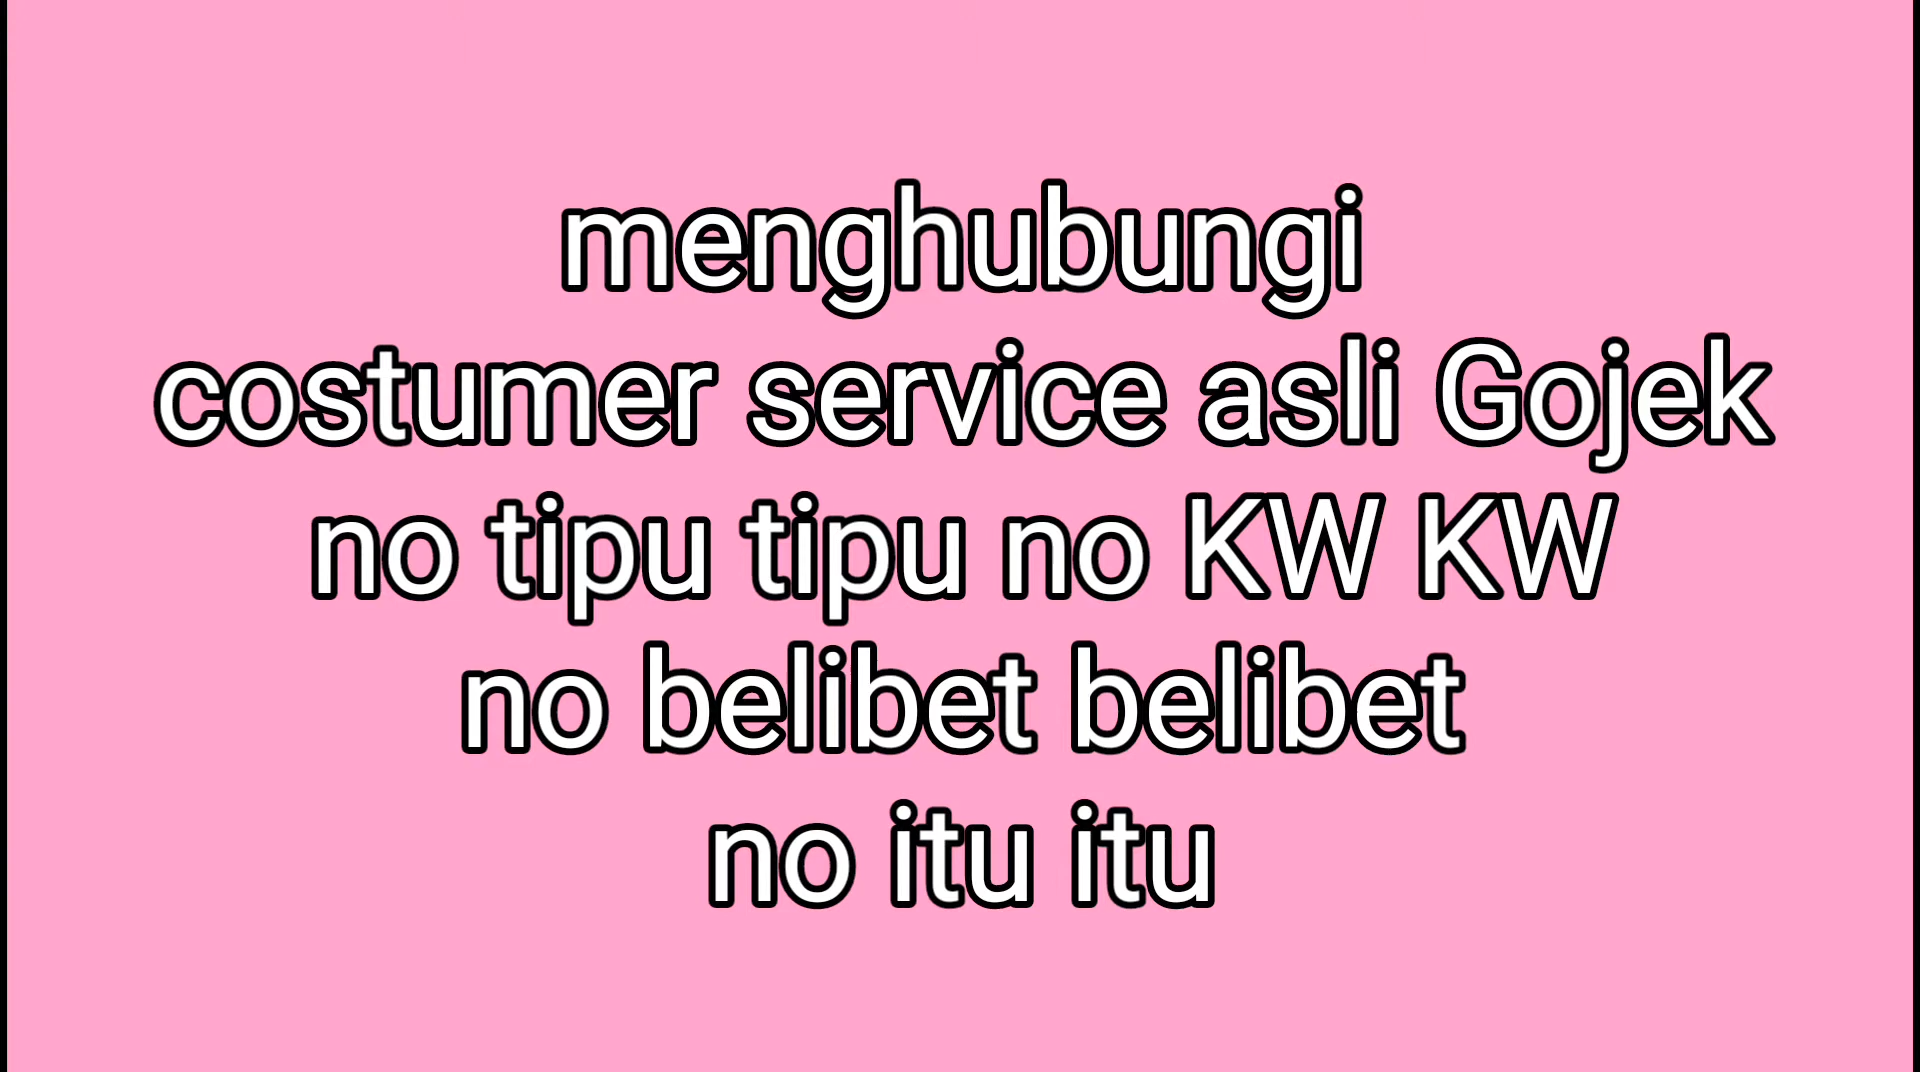 menghubungi
costumer service asli Gojek
no tipu tipu no KW KW
no belibet belibet
no itu itu